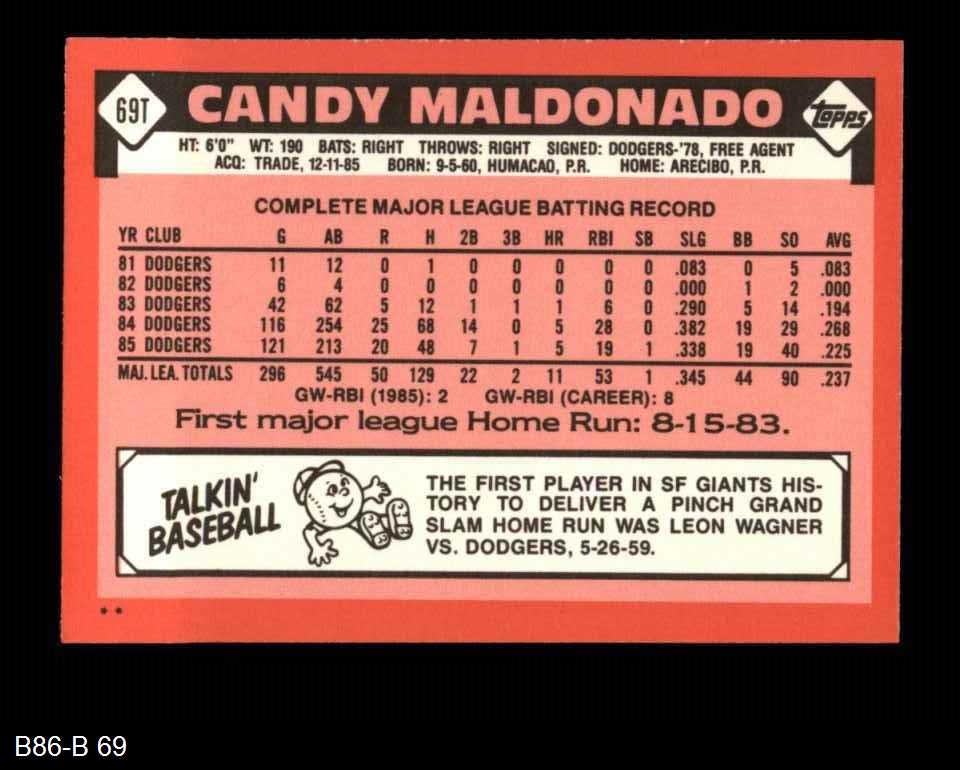 69T CANDY MALDONADO Topps
HT: 6'0" WT: 190 BATS: RIGHT THROWS: RIGHT SIGNED: DODGERS-'78, FREE AGENT
ACQ: TRADE, 12-11-85 BORN: 9-5-60, HUMACAO, P.R. HOME: ARECIBO, P.R.
COMPLETE MAJOR LEAGUE BATTING RECORD
YR CLUB G AB R H 2B 3B HR RBI SB SLG BB SO AVG
81 DODGERS 11 12 0 1 0 0 0 0 0 .083 0 5 .083
82 DODGERS 6 4 0 0 0 0 0 0 0 .000 1 2 .000
83 DODGERS 42 62 5 12 1 1 1 6 0 .290 5 14 .194
84 DODGERS 116 254 25 68 14 0 5 28 0 .382 19 29 .268
85 DODGERS 121 213 20 48 7 1 5 19 1 .338 19 40 .225
MAJ. LEA. TOTALS 296 545 50 129 22 2 11 53 1 .345 44 90 .237
GW-RBI (1985): 2 GW-RBI (CAREER): 8
First major league Home Run: 8-15-83.
TALKIN'
BASEBALL
THE FIRST PLAYER IN SF GIANTS HIS-
TORY TO DELIVER A PINCH GRAND
SLAM HOME RUN WAS LEON WAGNER
VS. DODGERS, 5-26-59.
* *
B86-B 69